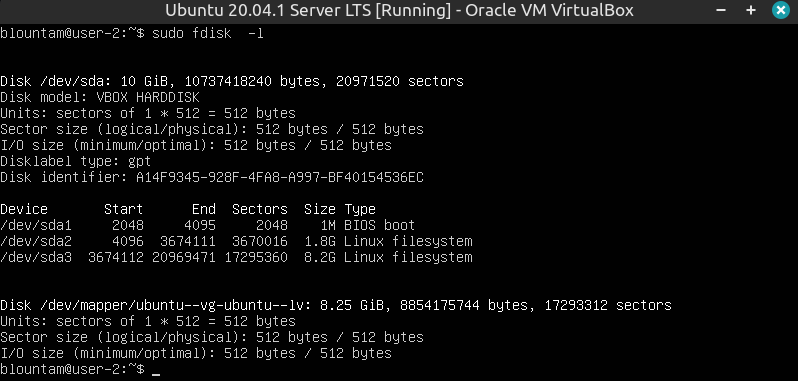 Ubuntu 20.04.1 Server LTS [Running] - Oracle VM VirtualBox
blountam@user-2:~$ sudo fdisk  -l
Disk /dev/sda: 10 GiB, 10737418240 bytes, 20971520 sectors
Disk model: VBOX HARDDISK
Units: sectors of 1 * 512 = 512 bytes
Sector size (logical/physical): 512 bytes / 512 bytes
I/O size (minimum/optimal): 512 bytes / 512 bytes
Disklabel type: gpt
Disk identifier: A14F9345-928F-4FA8-A997-BF40154536EC
Device       Start      End  Sectors  Size Type
/dev/sda1     2048     4095     2048    1M BIOS boot
/dev/sda2     4096  3674111  3670016  1.8G Linux filesystem
/dev/sda3  3674112 20969471 17295360  8.2G Linux filesystem
Disk /dev/mapper/ubuntu--vg-ubuntu--lv: 8.25 GiB, 8854175744 bytes, 17293312 sectors
Units: sectors of 1 * 512 = 512 bytes
Sector size (logical/physical): 512 bytes / 512 bytes
I/O size (minimum/optimal): 512 bytes / 512 bytes
blountam@user-2:~$ _